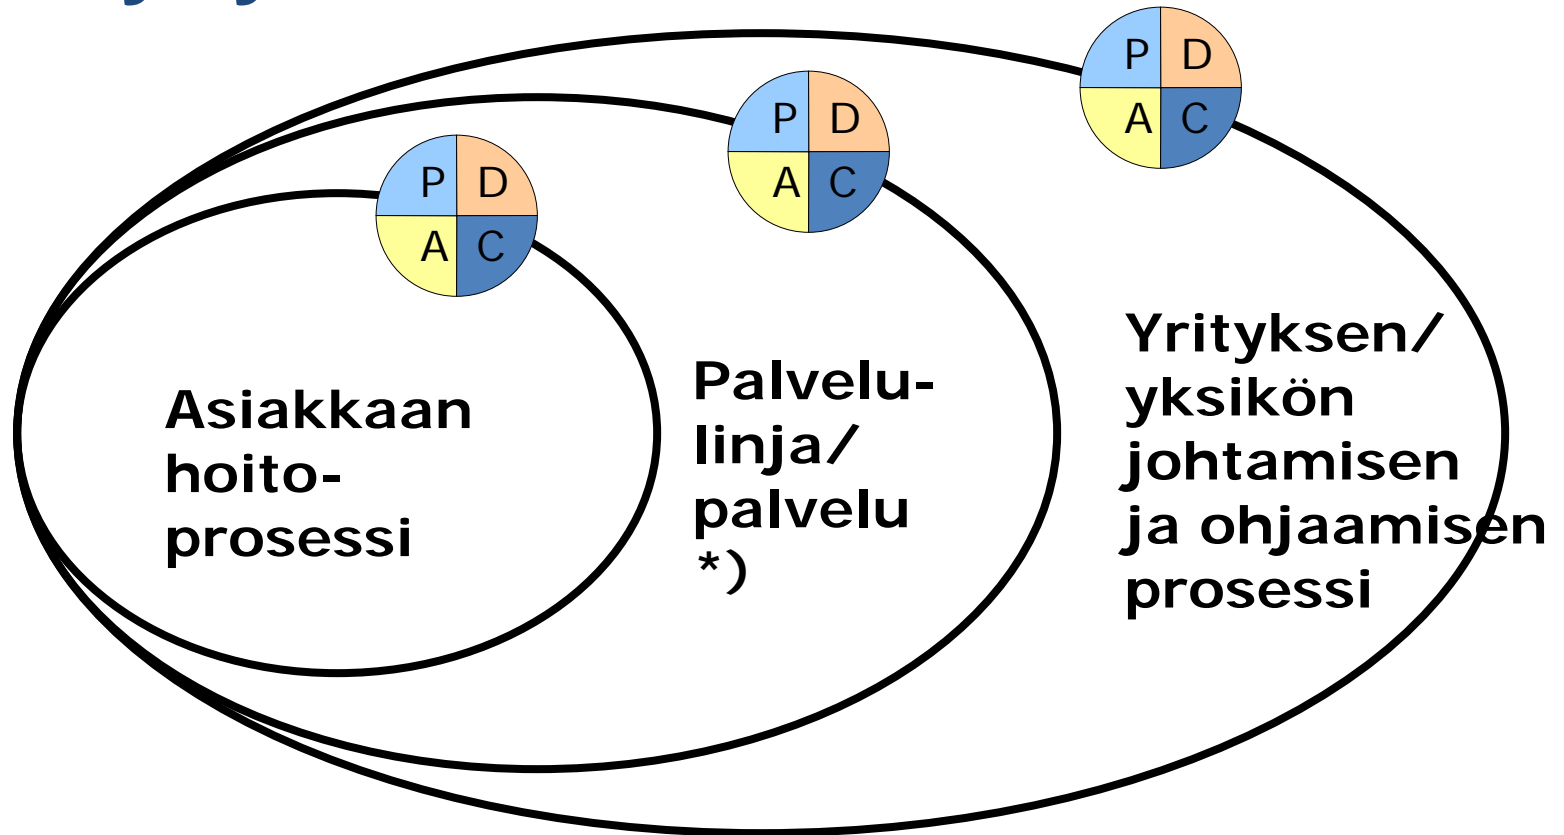 P D
A C
P D
A C
P D
A C
Asiakkaan
hoito-
prosessi
Palvelu-
linja/
palvelu
*)
Yrityksen/
yksikön
johtamisen
ja ohjaamisen
prosessi